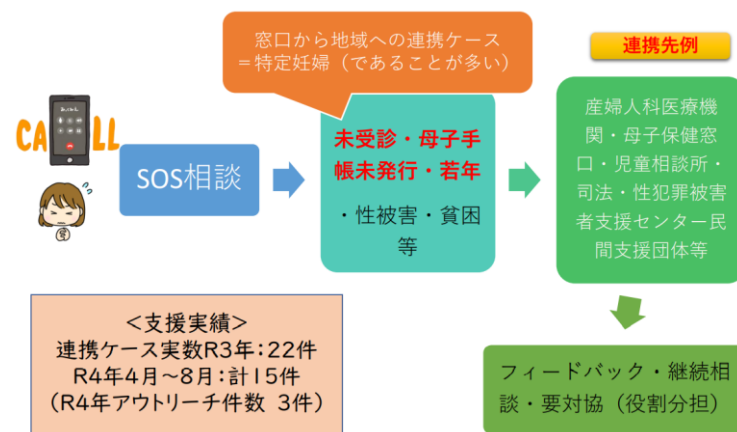 窓口から地域への連携ケース
＝特定妊婦（であることが多い）
連携先例
CALL
SOS相談
未受診・母子手
帳未発行・若年
・性被害・貧困
等
産婦人科医療機
関・母子保健窓
口・児童相談所・
司法・性犯罪被害
者支援センター民
間支援団体等
＜支援実績＞
連携ケース実数R3年：22件
R4年4月～8月：計15件
（R4年アウトリーチ件数 3件）
フィードバック・継続相
談・要対協（役割分担）